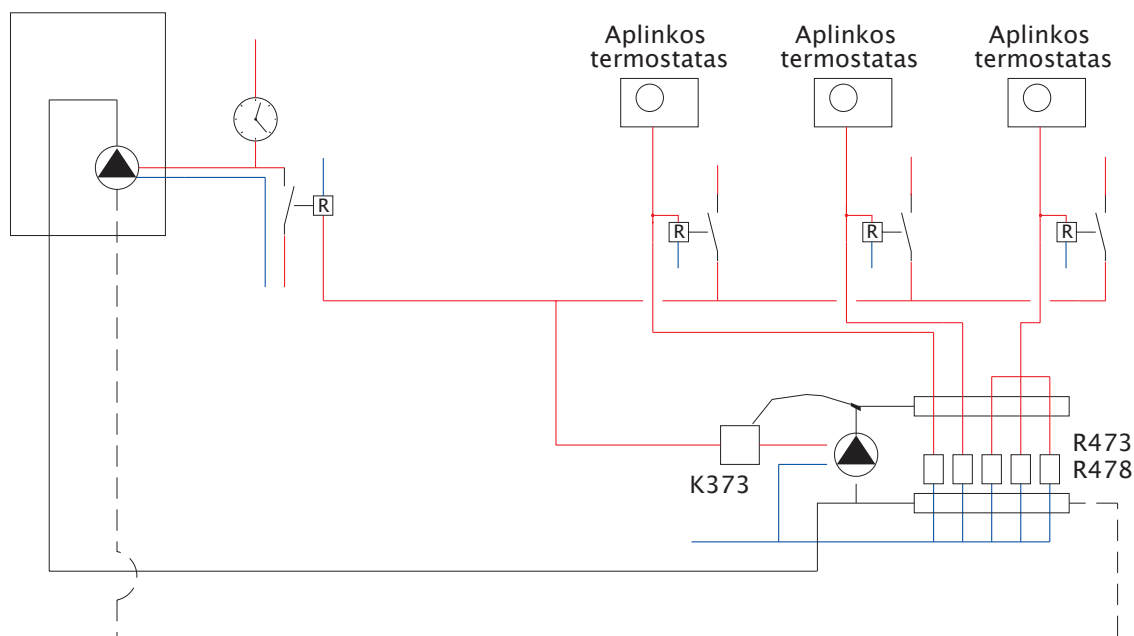 Aplinkos
termostatas
Aplinkos
termostatas
Aplinkos
termostatas
R
R
R
R
R473
R478
K373